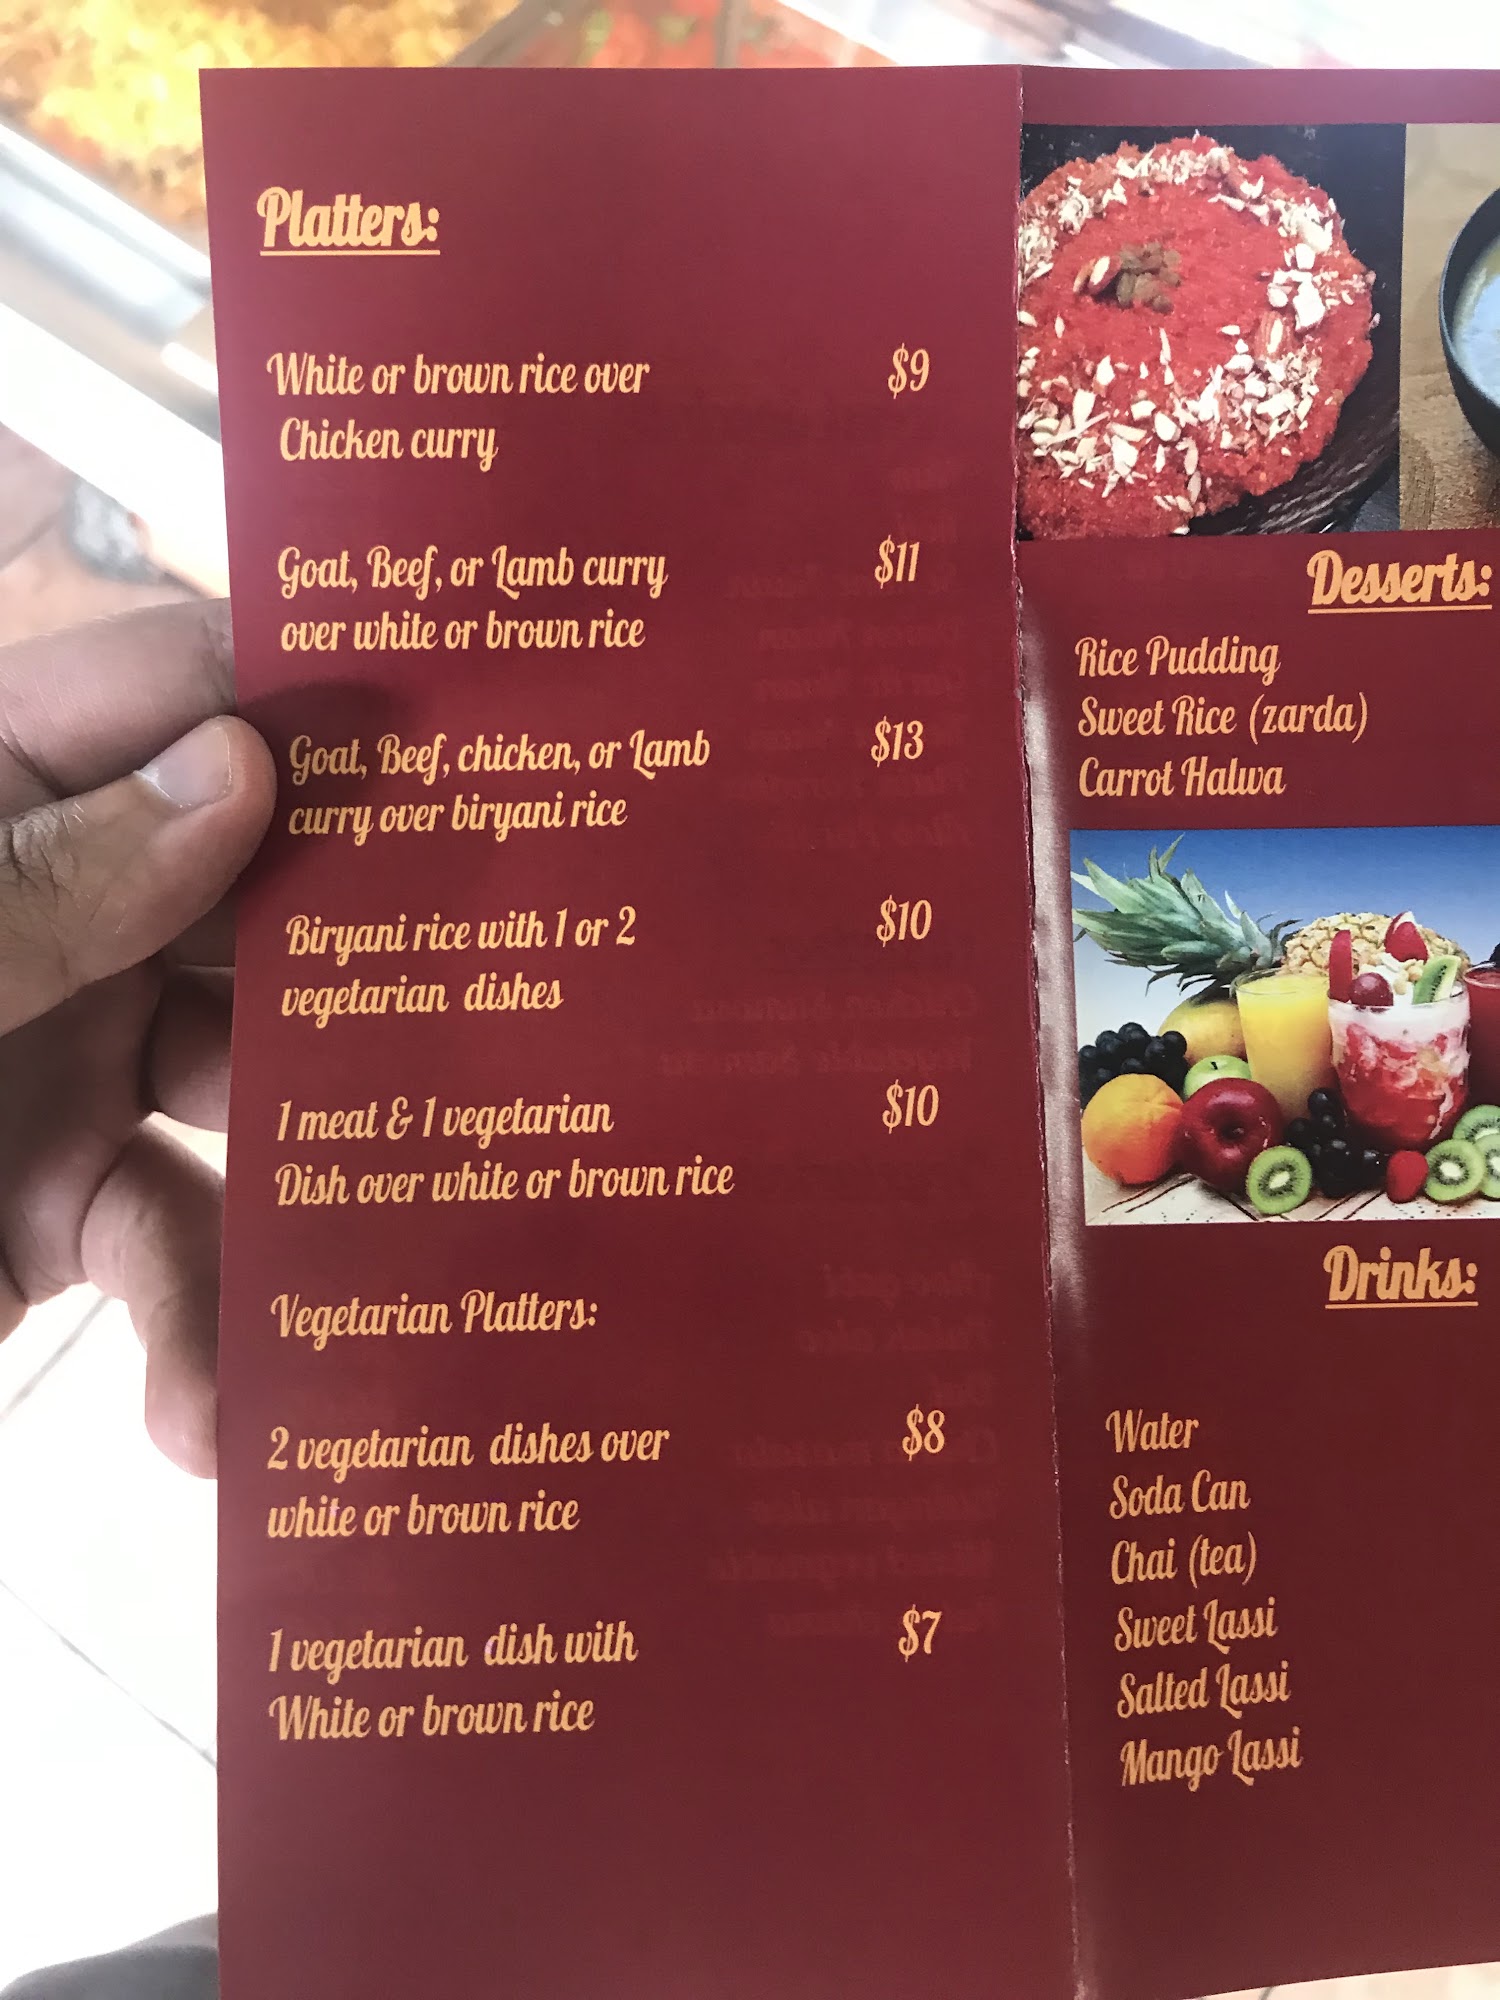 Platters:
White or brown rice over $9
Chicken curry
Goat, Beef, or Lamb curry $11
over white or brown rice
Goat, Beef, chicken, or Lamb $13
curry over biryani rice
Biryani rice with 1 or 2 $10
vegetarian dishes
1 meat & 1 vegetarian $10
Dish over white or brown rice
Vegetarian Platters:
2 vegetarian dishes over $8
white or brown rice
1 vegetarian dish with $7
White or brown rice
Desserts:
Rice Pudding
Sweet Rice (zarda)
Carrot Halwa
Drinks:
Water
Soda Can
Chai (tea)
Sweet Lassi
Salted Lassi
Mango Lassi